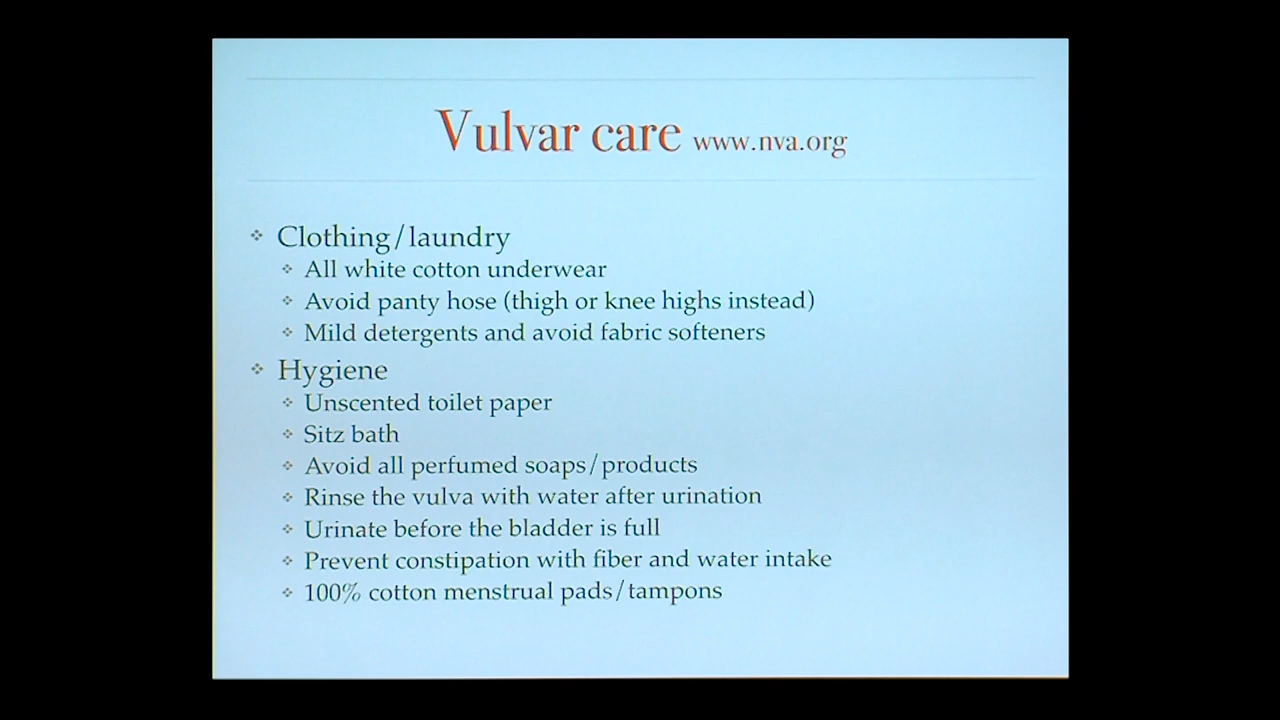 Vulvar care www.nva.org
Clothing/laundry
All white cotton underwear
Avoid panty hose (thigh or knee highs instead)
Mild detergents and avoid fabric softeners
Hygiene
Unscented toilet paper
Sitz bath
Avoid all perfumed soaps/products
Rinse the vulva with water after urination
Urinate before the bladder is full
Prevent constipation with fiber and water intake
100% cotton menstrual pads/tampons